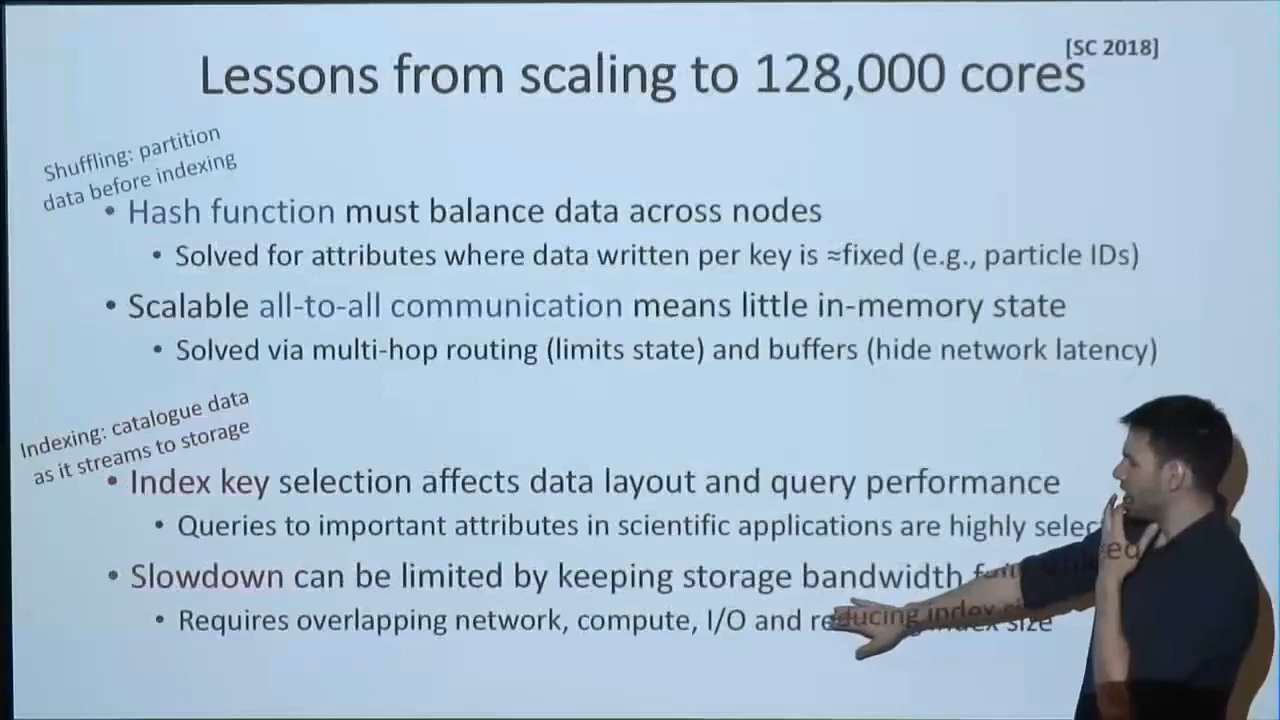 [SC 2018]
Lessons from scaling to 128,000 cores
Shuffling: partition
data before indexing
• Hash function must balance data across nodes
• Solved for attributes where data written per key is ≈fixed (e.g., particle IDs)
• Scalable all-to-all communication means little in-memory state
• Solved via multi-hop routing (limits state) and buffers (hide network latency)
Indexing: catalogue data
as it streams to storage
• Index key selection affects data layout and query performance
• Queries to important attributes in scientific applications are highly selec
• Slowdown can be limited by keeping storage bandwidth
• Requires overlapping network, compute, I/O and reducing index size